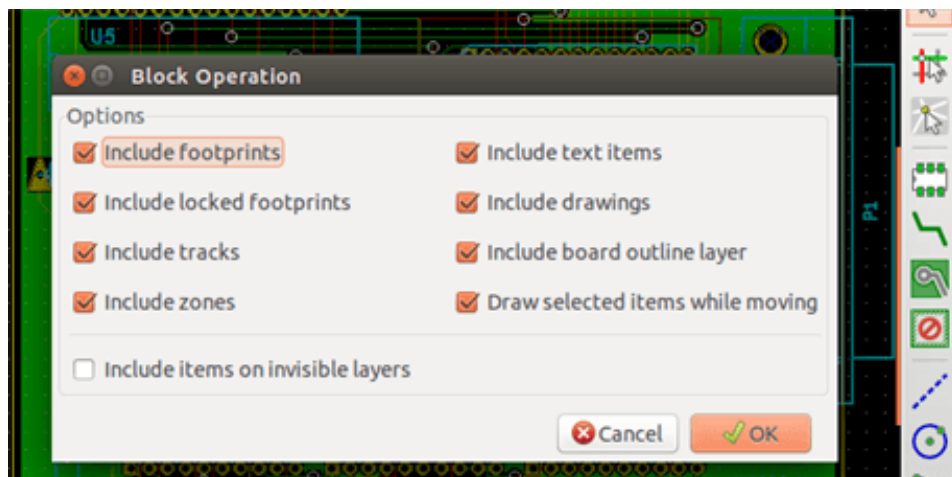 U5
Block Operation
Options
Include footprints
Include text items
Include locked footprints
Include drawings
Include tracks
Include board outline layer
Include zones
Draw selected items while moving
Include items on invisible layers
Cancel
OK
P1